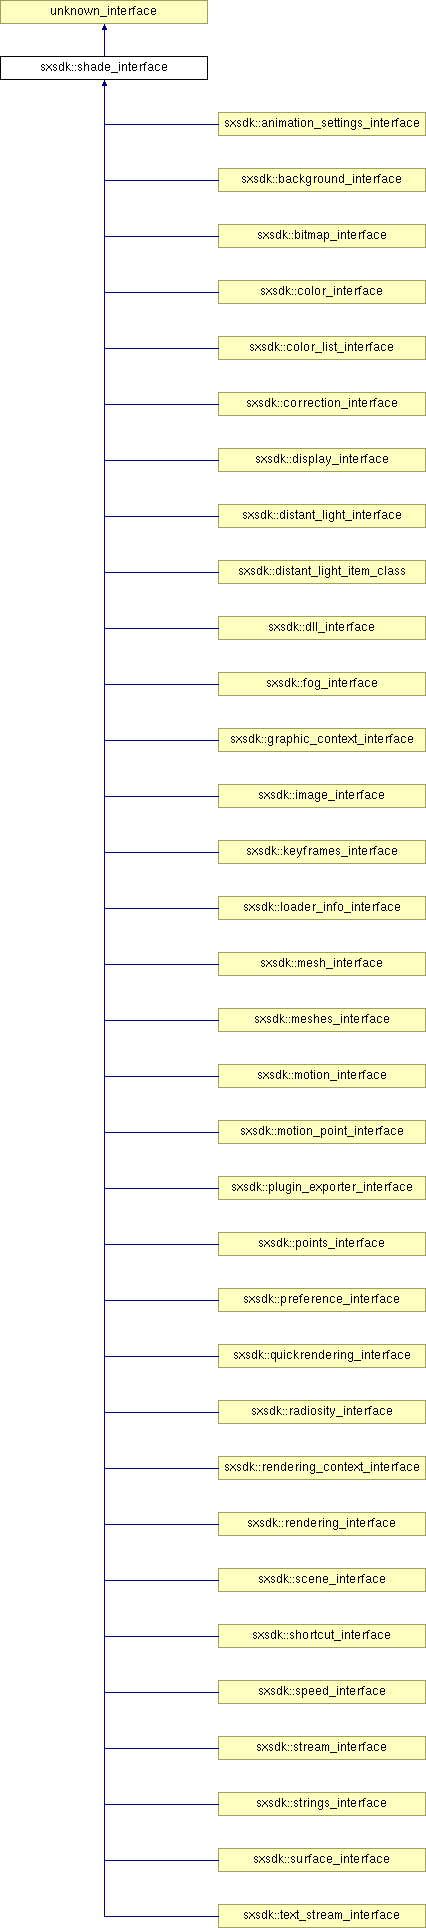 unknown_interface
sxsdk::shade_interface
sxsdk::animation_settings_interface
sxsdk::background_interface
sxsdk::bitmap_interface
sxsdk::color_interface
sxsdk::color_list_interface
sxsdk::correction_interface
sxsdk::display_interface
sxsdk::distant_light_interface
sxsdk::distant_light_item_class
sxsdk::dll_interface
sxsdk::fog_interface
sxsdk::graphic_context_interface
sxsdk::image_interface
sxsdk::keyframes_interface
sxsdk::loader_info_interface
sxsdk::mesh_interface
sxsdk::meshes_interface
sxsdk::motion_interface
sxsdk::motion_point_interface
sxsdk::plugin_exporter_interface
sxsdk::points_interface
sxsdk::preference_interface
sxsdk::quickrendering_interface
sxsdk::radiosity_interface
sxsdk::rendering_context_interface
sxsdk::rendering_interface
sxsdk::scene_interface
sxsdk::shortcut_interface
sxsdk::speed_interface
sxsdk::stream_interface
sxsdk::strings_interface
sxsdk::surface_interface
sxsdk::text_stream_interface